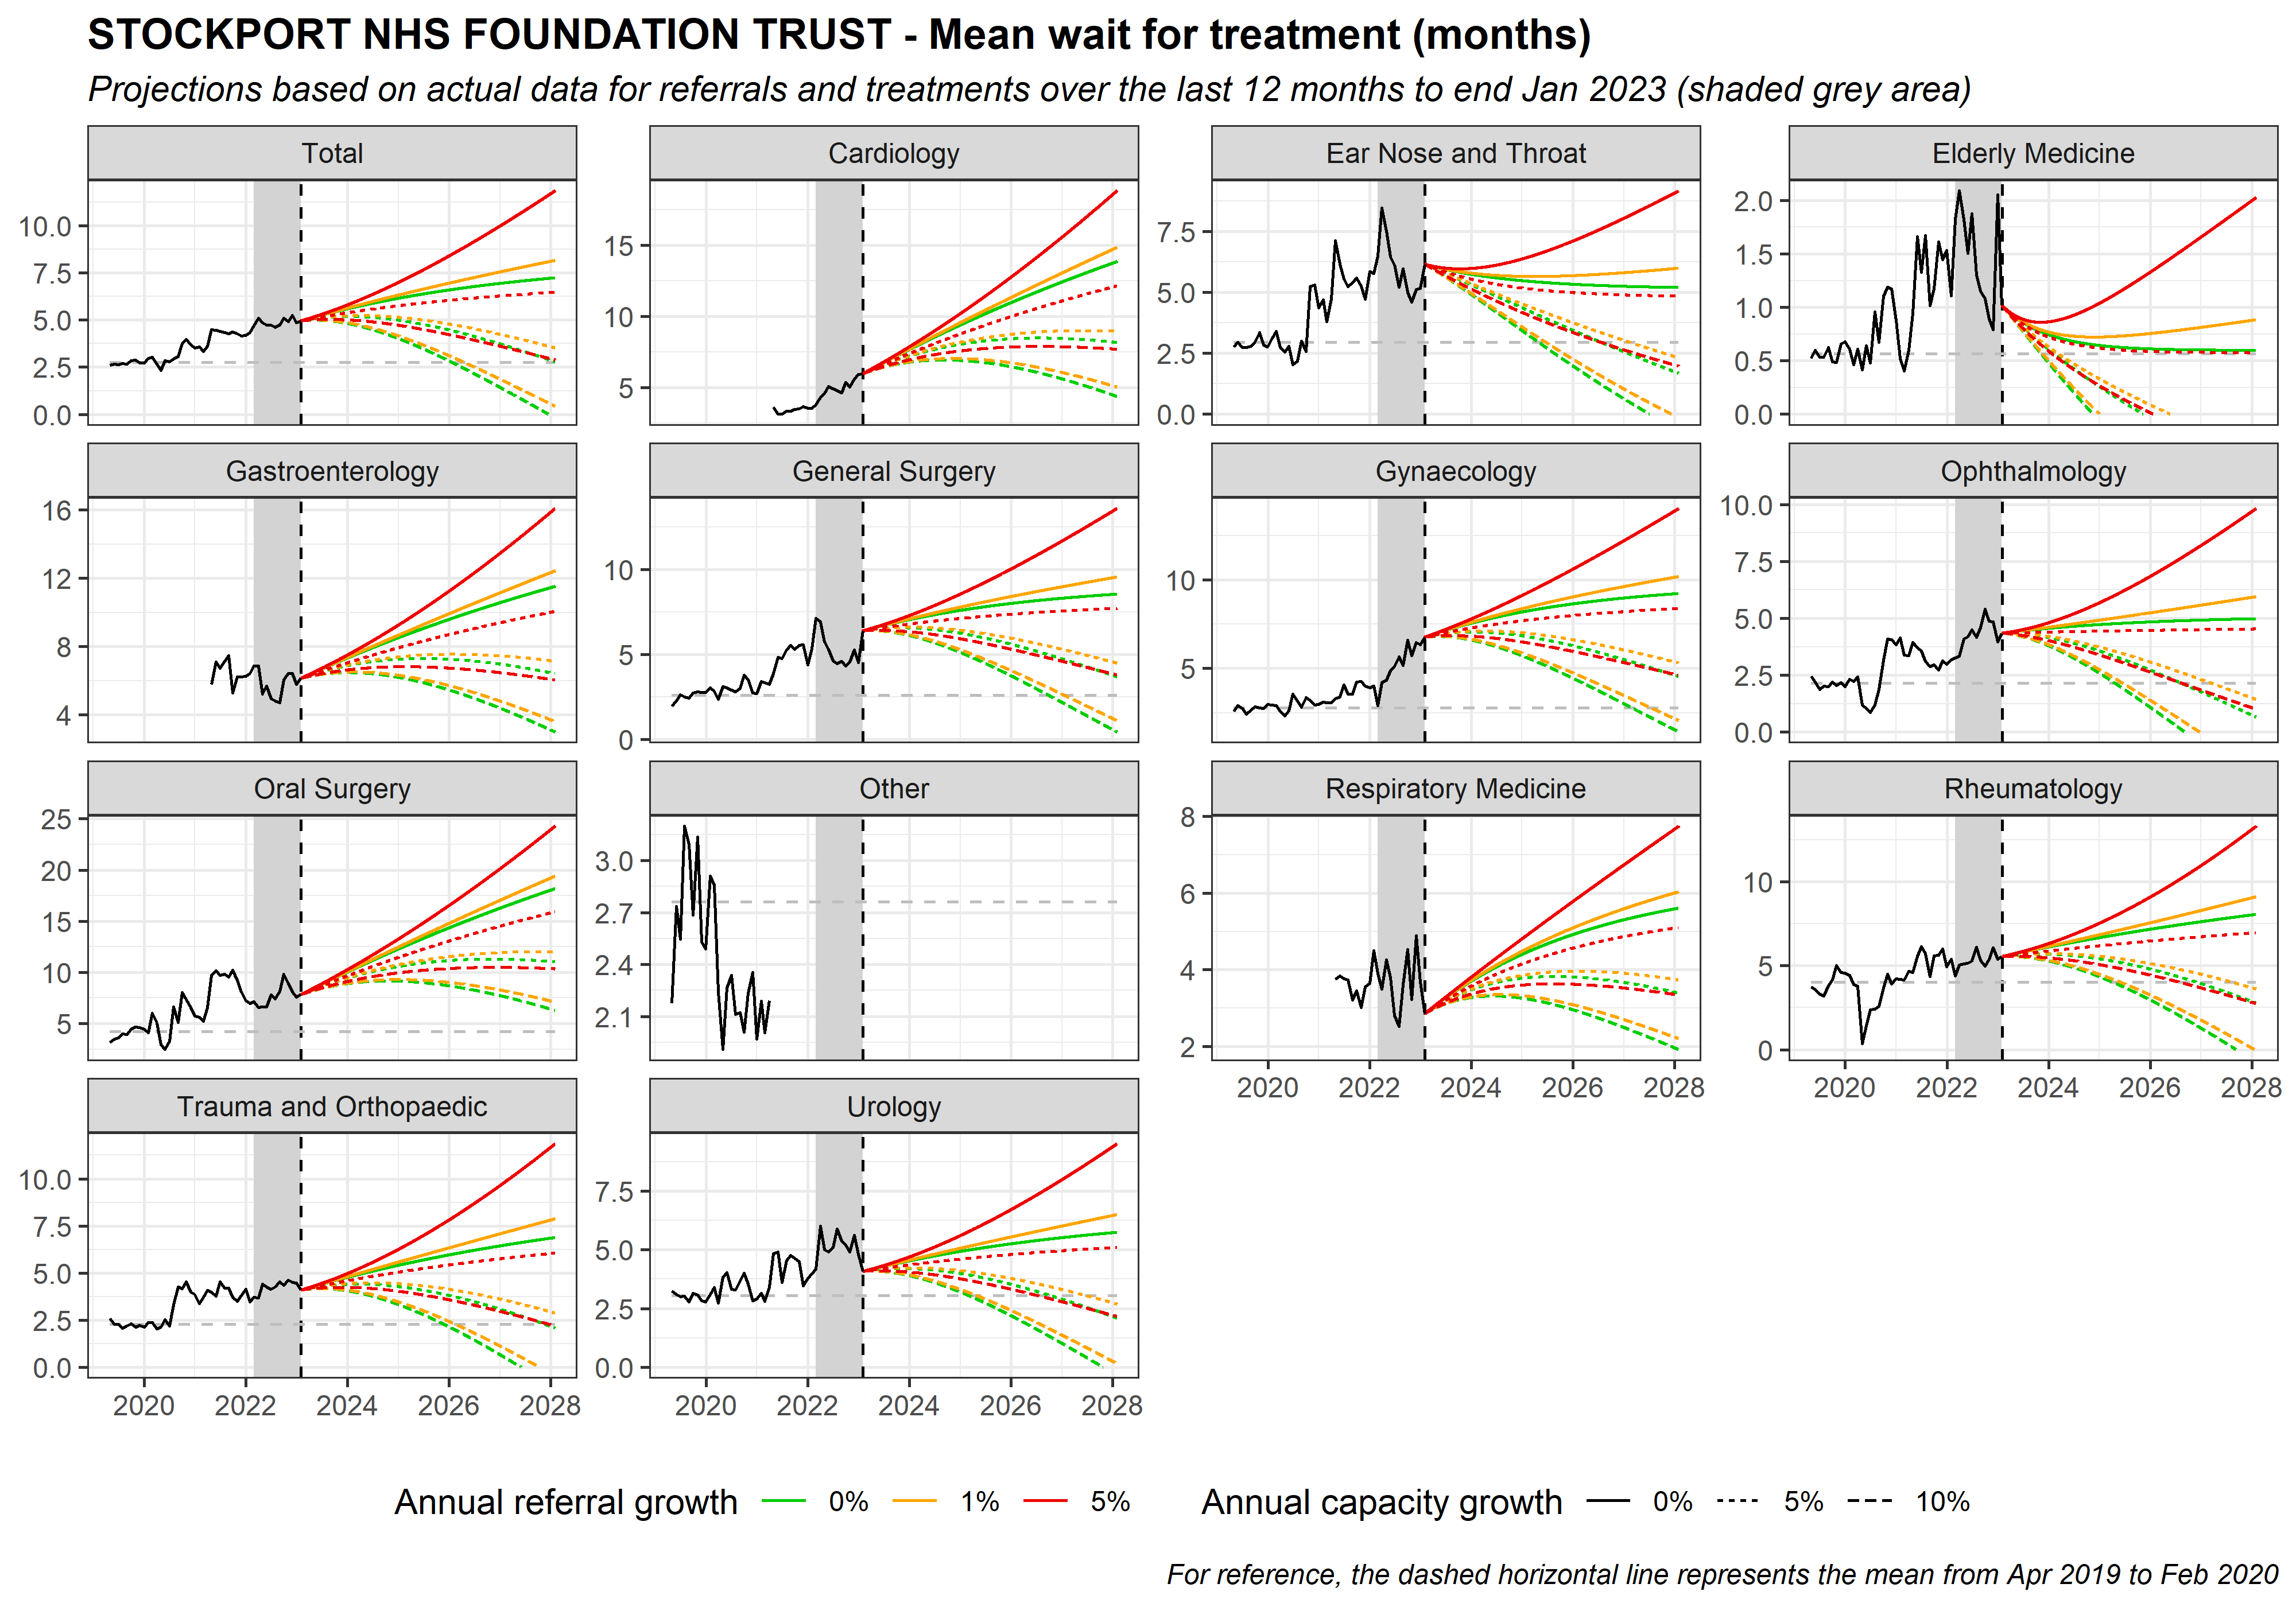 STOCKPORT NHS FOUNDATION TRUST - Mean wait for treatment (months)
Projections based on actual data for referrals and treatments over the last 12 months to end Jan 2023 (shaded grey area)
Total
10.0
7.5
5.0
2.5
0.0
Cardiology
15
10
5
Ear Nose and Throat
7.5
5.0
2.5
0.0
Elderly Medicine
2.0
1.5
1.0
0.5
0.0
Gastroenterology
16
12
8
4
General Surgery
10
5
0
Gynaecology
10
5
Ophthalmology
10.0
7.5
5.0
2.5
0.0
Oral Surgery
25
20
15
10
5
Other
3.0
2.7
2.4
2.1
Respiratory Medicine
8
6
4
2
2020 2022 2024 2026 2028
Rheumatology
10
5
0
2020 2022 2024 2026 2028
Trauma and Orthopaedic
10.0
7.5
5.0
2.5
0.0
2020 2022 2024 2026 2028
Urology
7.5
5.0
2.5
0.0
2020 2022 2024 2026 2028
Annual referral growth 0% 1% 5%
Annual capacity growth 0% 5% 10%
For reference, the dashed horizontal line represents the mean from Apr 2019 to Feb 2020